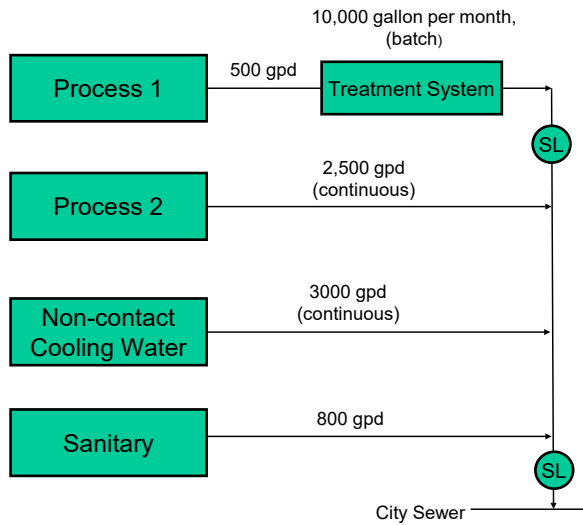 10,000 gallon per month,
(batch)
500 gpd
Process 1
Treatment System
SL
2,500 gpd
(continuous)
Process 2
3000 gpd
(continuous)
Non-contact
Cooling Water
800 gpd
Sanitary
SL
City Sewer